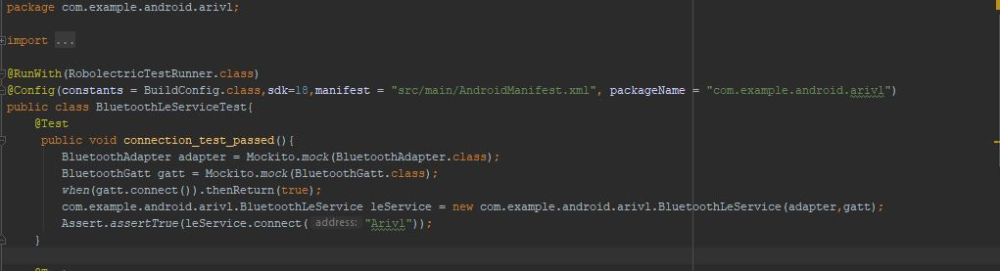 package com.example.android.arivl;
import ...
@RunWith(RobolectricTestRunner.class)
@Config(constants = BuildConfig.class,sdk=18,manifest = "src/main/AndroidManifest.xml", packageName = "com.example.android.arivl")
public class BluetoothLeServiceTest{
@Test
public void connection_test_passed(){
BluetoothAdapter adapter = Mockito.mock(BluetoothAdapter.class);
BluetoothGatt gatt = Mockito.mock(BluetoothGatt.class);
when(gatt.connect()).thenReturn(true);
com.example.android.arivl.BluetoothLeService leService = new com.example.android.arivl.BluetoothLeService(adapter,gatt);
Assert.assertTrue(leService.connect( address: "Arivl"));
}